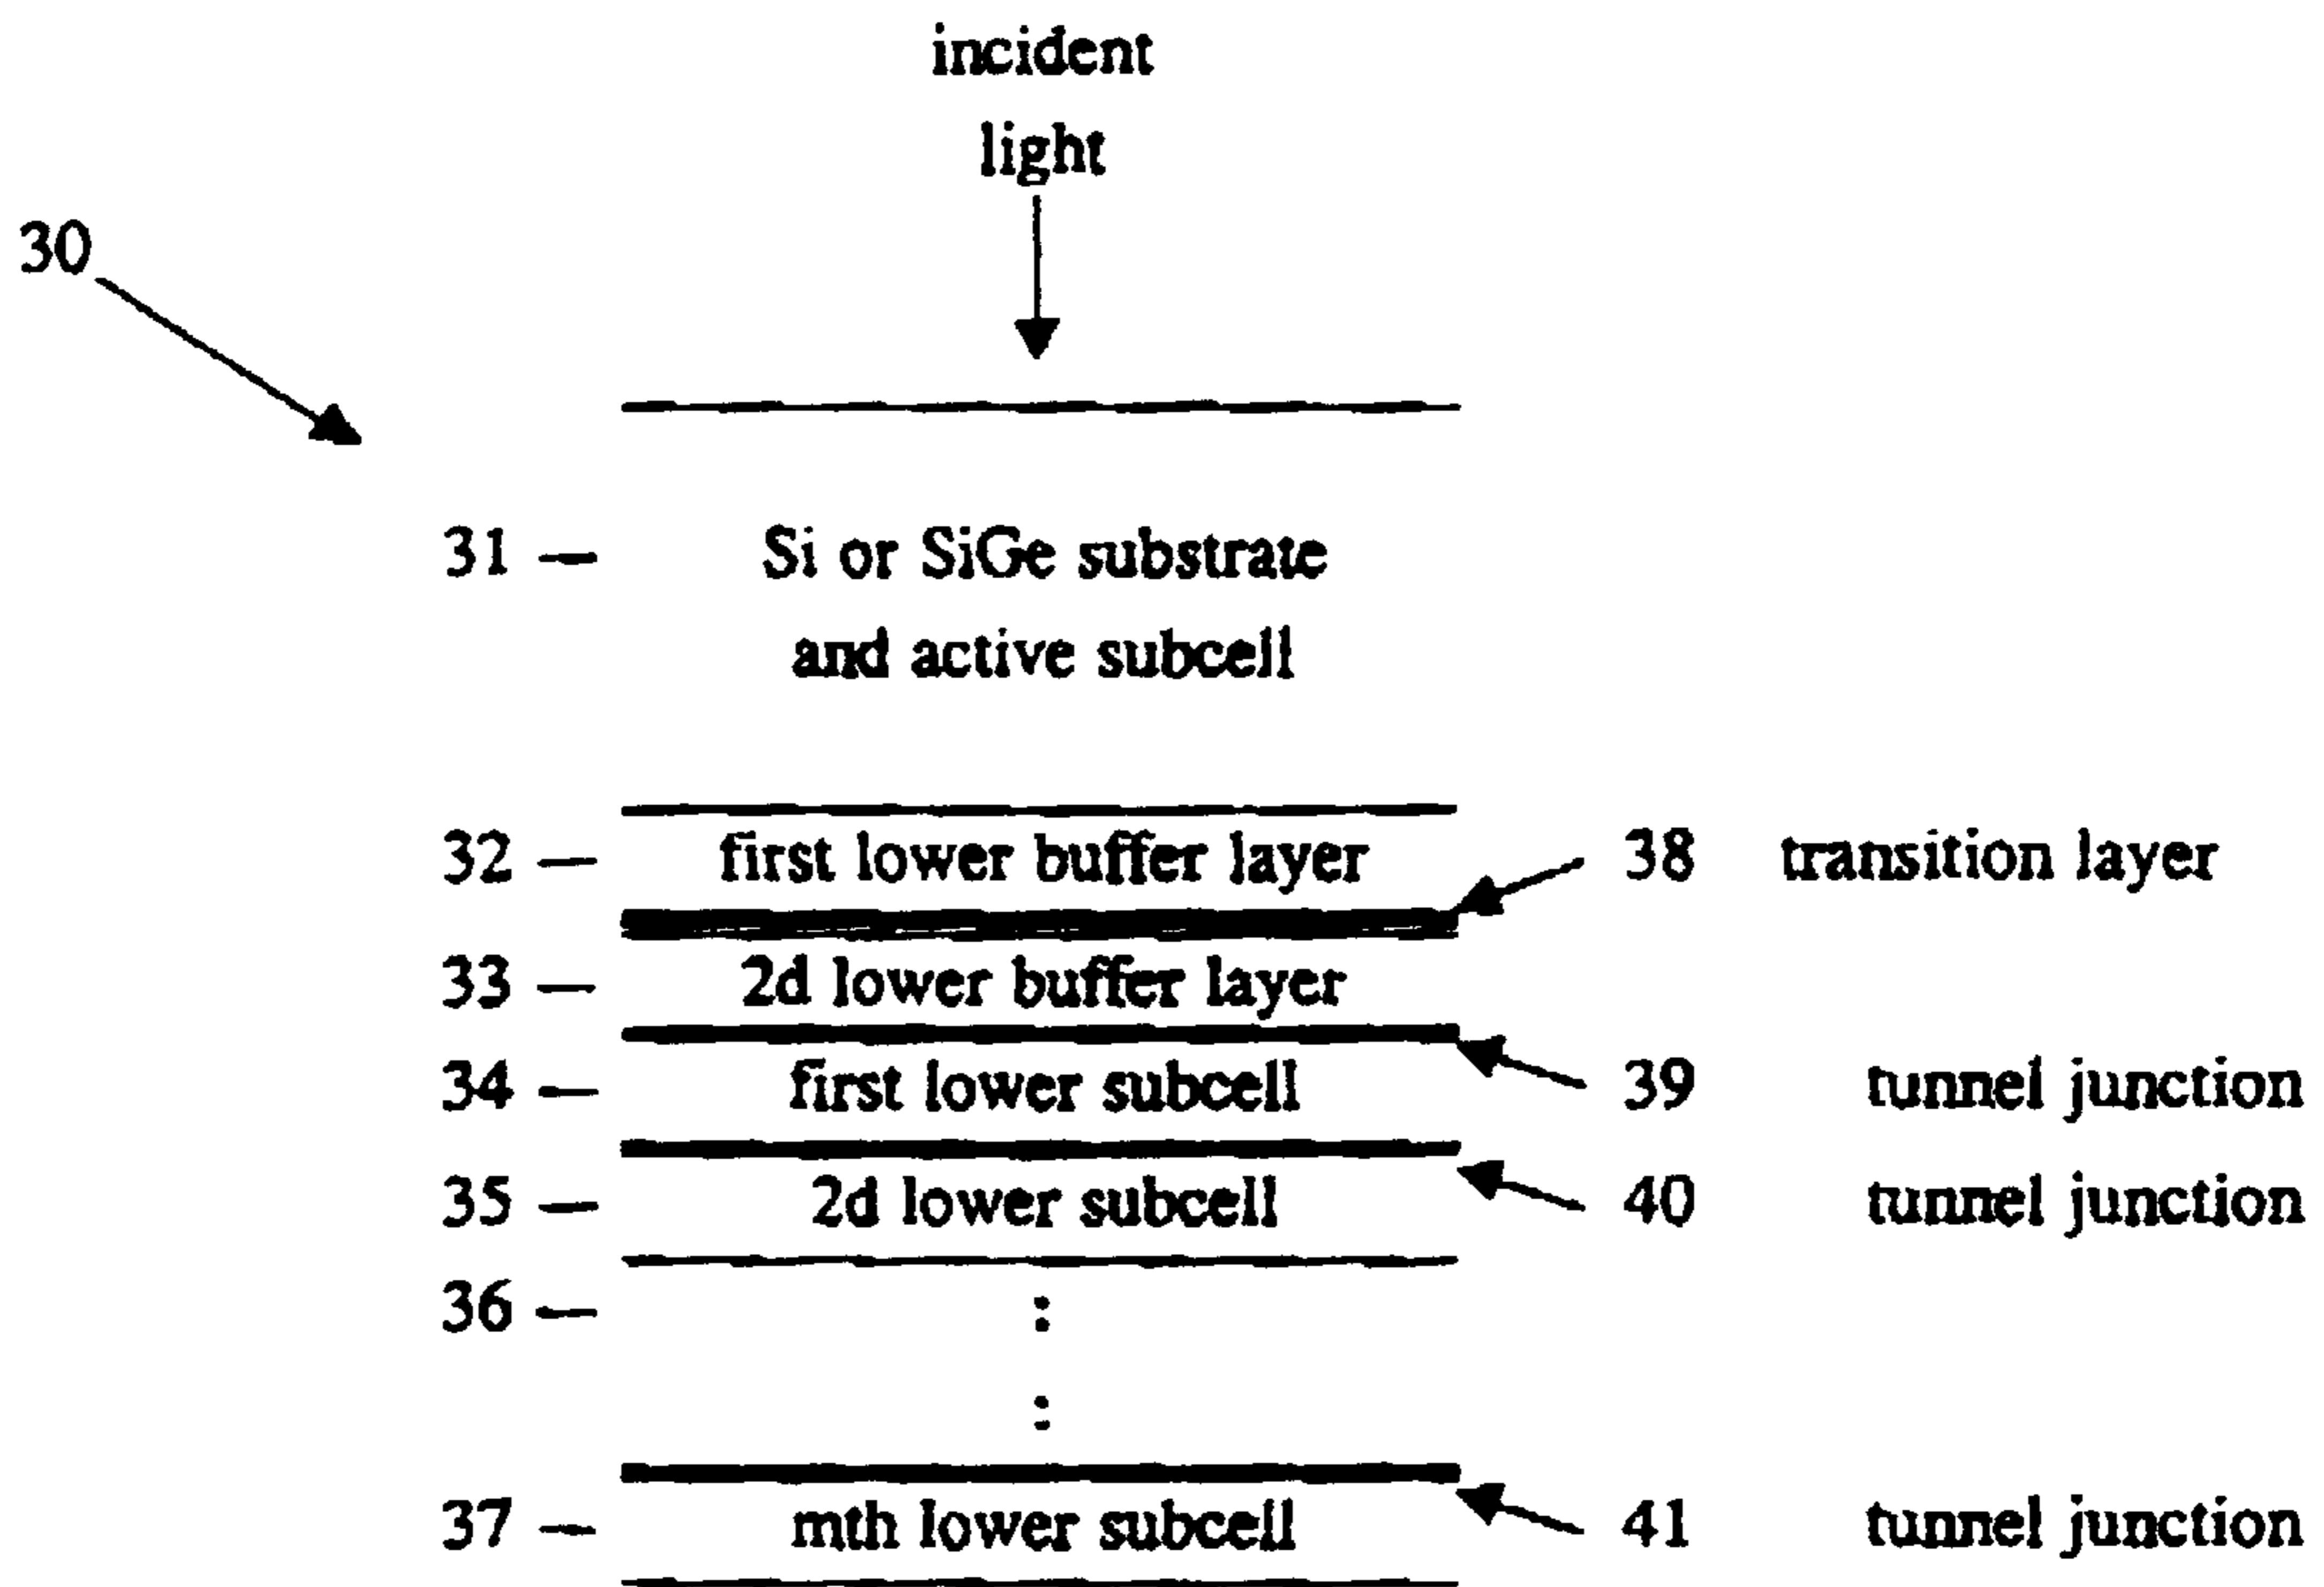 incident
light
30
31 — Si or SiGe substrate
and active subcell
32 — first lower buffer layer 38 transition layer
33 — 2d lower buffer layer
34 — first lower subcell 39 tunnel junction
35 — 2d lower subcell 40 tunnel junction
36 — :
:
37 — mth lower subcell 41 tunnel junction